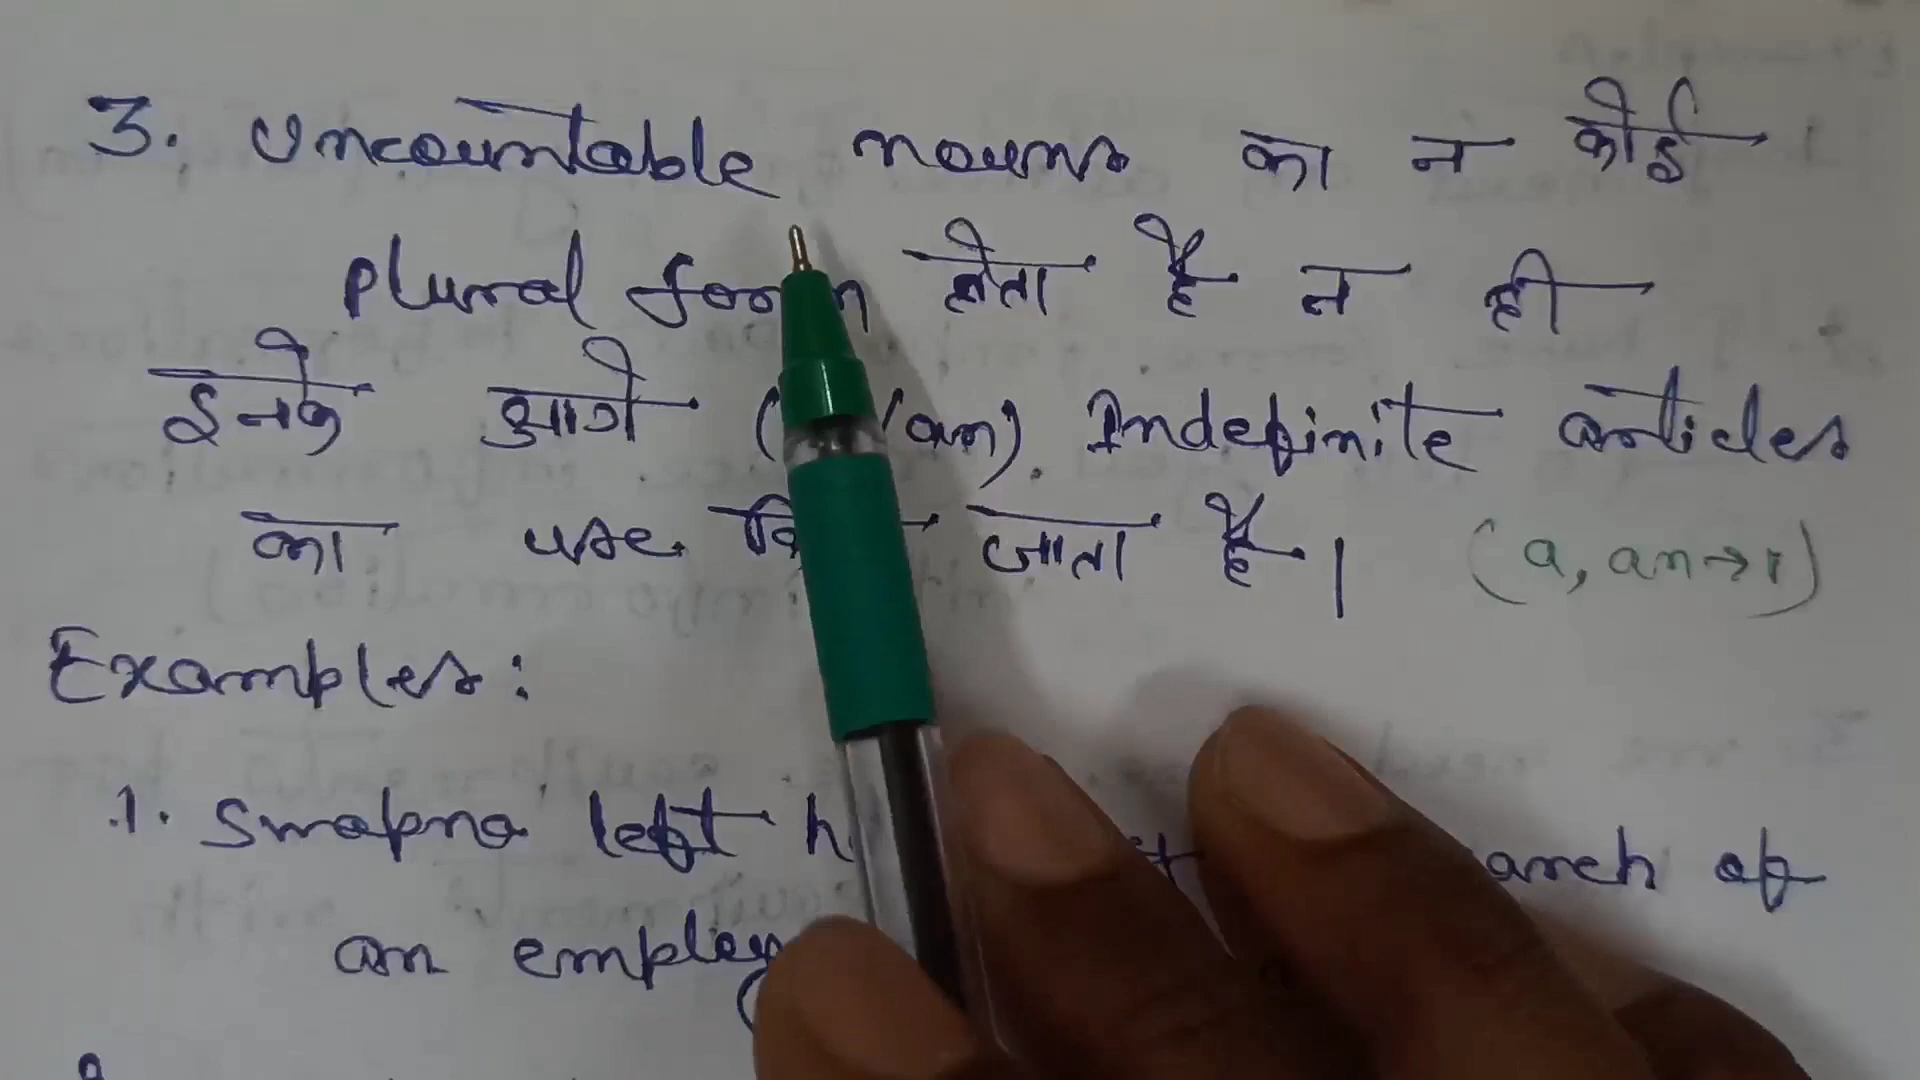 3. Uncountable nouns का न कोई
Plural form होता है न ही
इनके आगे ( /an). Indefinite articles
का use. जाता है। (a, an→1)
Examples:
1. Swapna left h of
an employ